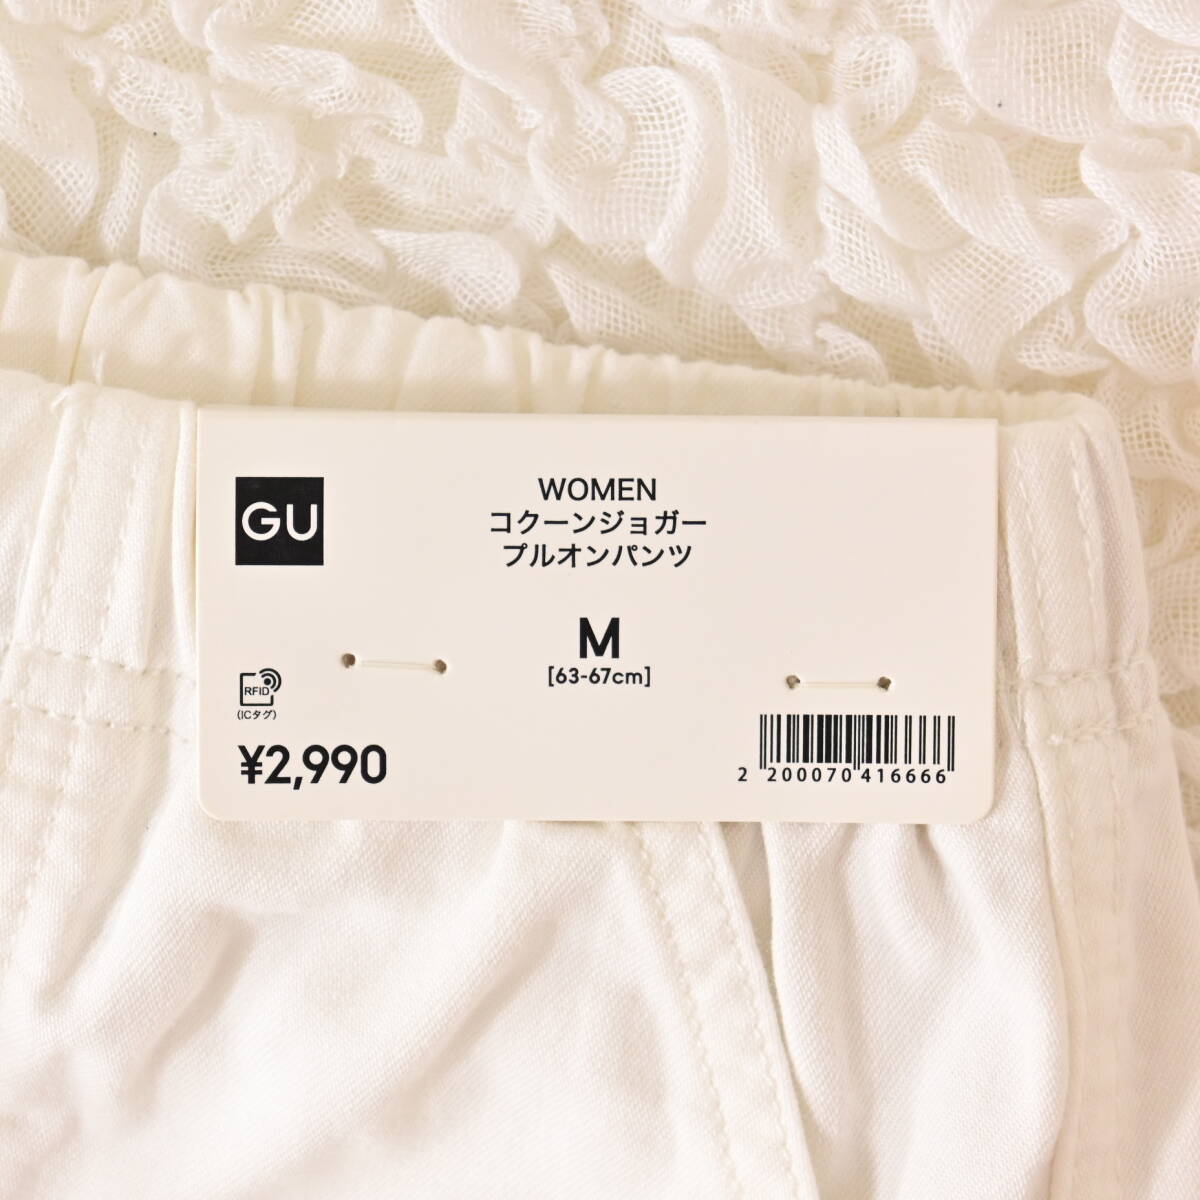 GU
WOMEN
コクーンジョガー
プルオンパンツ
M
[63-67cm]
RFID
(ICタグ)
¥2,990
2 200070 416666